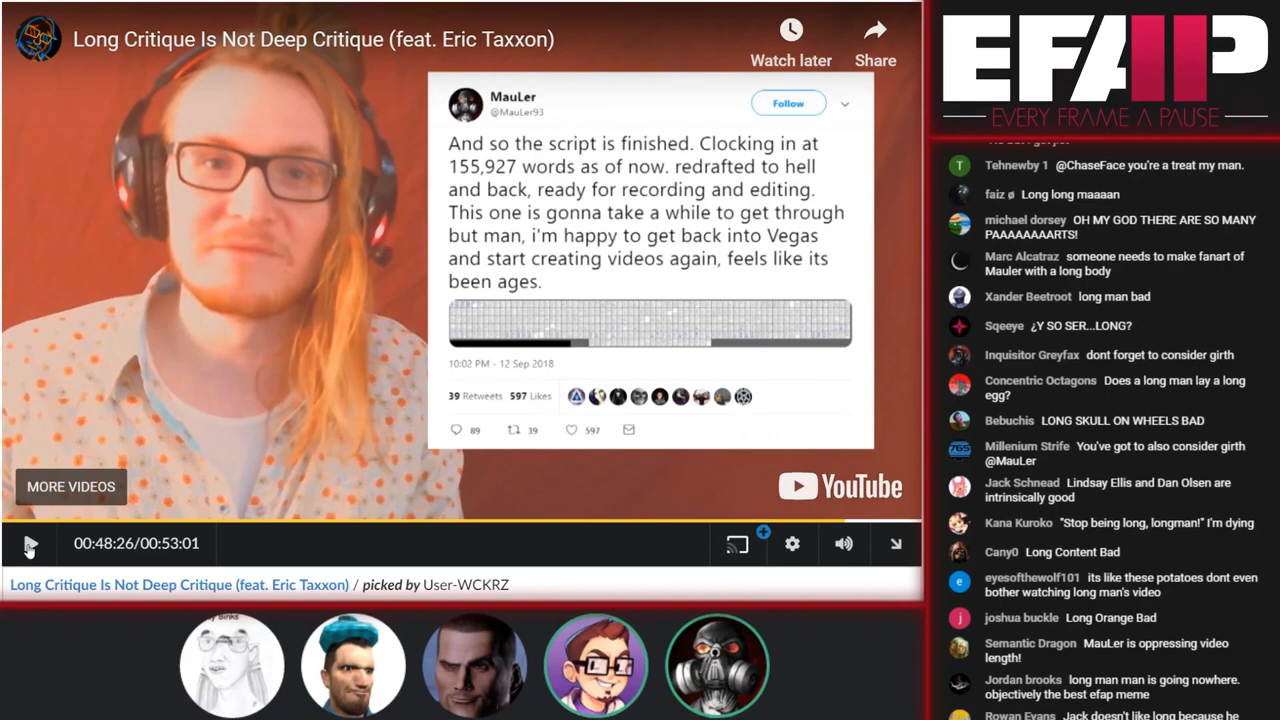 Long Critique Is Not Deep Critique (feat. Eric Taxxon)
Watch later
Share
MauLer
@MauLer93
Follow
And so the script is finished. Clocking in at
155,927 words as of now. redrafted to hell
and back, ready for recording and editing.
This one is gonna take a while to get through
but man, i'm happy to get back into Vegas
and start creating videos again, feels like its
been ages.
10:02 PM - 12 Sep 2018
39 Retweets 597 Likes
89 39 597
MORE VIDEOS
YouTube
00:48:26/00:53:01
Long Critique Is Not Deep Critique (feat. Eric Taxxon) / picked by User-WCKRZ
EFAP
EVERY FRAME A PAUSE
T Tehnewby 1 @ChaseFace you're a treat my man.
faiz ø Long long maaaan
michael dorsey OH MY GOD THERE ARE SO MANY
PAAAAAAARTS!
Marc Alcatraz someone needs to make fanart of
Mauler with a long body
Xander Beetroot long man bad
Sqeeye ¿Y SO SER...LONG?
Inquisitor Greyfax dont forget to consider girth
Concentric Octagons Does a long man lay a long
egg?
Bebuchis LONG SKULL ON WHEELS BAD
Millenium Strife You've got to also consider girth
@MauLer
Jack Schnead Lindsay Ellis and Dan Olsen are
intrinsically good
Kana Kuroko "Stop being long, longman!" I'm dying
Cany0 Long Content Bad
e eyesofthewolf101 its like these potatoes dont even
bother watching long man's video
j joshua buckle Long Orange Bad
Semantic Dragon MauLer is oppressing video
length!
Jordan brooks long man man is going nowhere.
objectively the best efap meme
Rowan Evans Jack doesn't like long because he